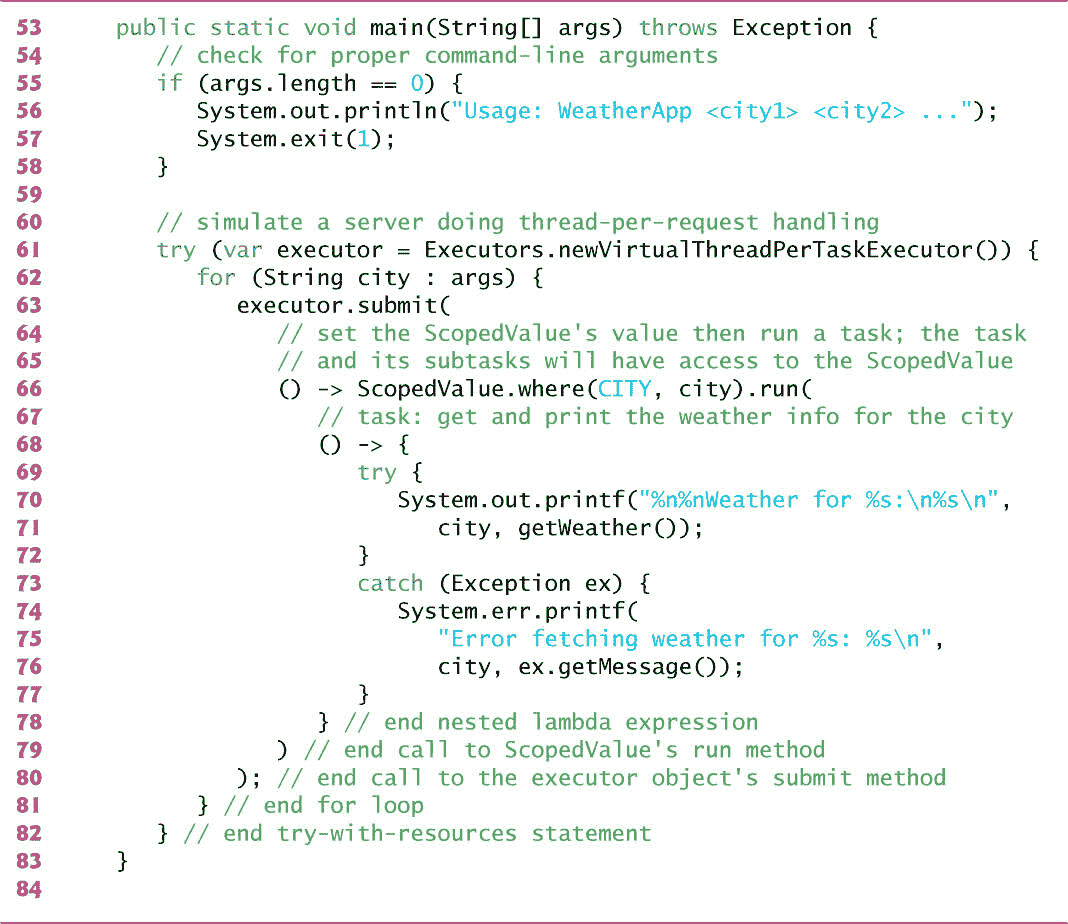 53 public static void main(String[] args) throws Exception {
54 // check for proper command-line arguments
55 if (args.length == 0) {
56 System.out.println("Usage: WeatherApp <city1> <city2> ...");
57 System.exit(1);
58 }
59
60 // simulate a server doing thread-per-request handling
61 try (var executor = Executors.newVirtualThreadPerTaskExecutor()) {
62 for (String city : args) {
63 executor.submit(
64 // set the ScopedValue's value then run a task; the task
65 // and its subtasks will have access to the ScopedValue
66 () -> ScopedValue.where(CITY, city).run(
67 // task: get and print the weather info for the city
68 () -> {
69 try {
70 System.out.printf("%n%nWeather for %s:\n%s\n",
71 city, getWeather());
72 }
73 catch (Exception ex) {
74 System.err.printf(
75 "Error fetching weather for %s: %s\n",
76 city, ex.getMessage());
77 }
78 } // end nested lambda expression
79 ) // end call to ScopedValue's run method
80 ); // end call to the executor object's submit method
81 } // end for loop
82 } // end try-with-resources statement
83 }
84